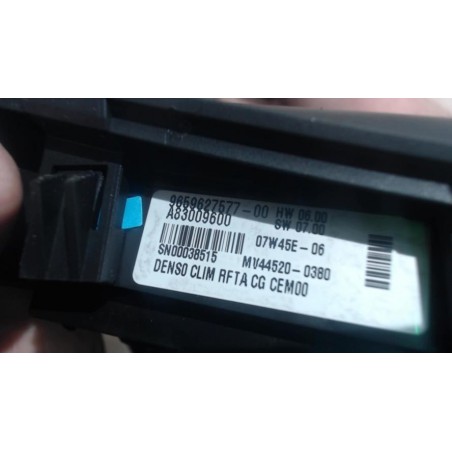 9659627577-00 HW 06.00
A83009600 SW 07.00
07W45E-06
SN00038515 MV44520-0380
DENSO CLIM RFTA CG CEM00